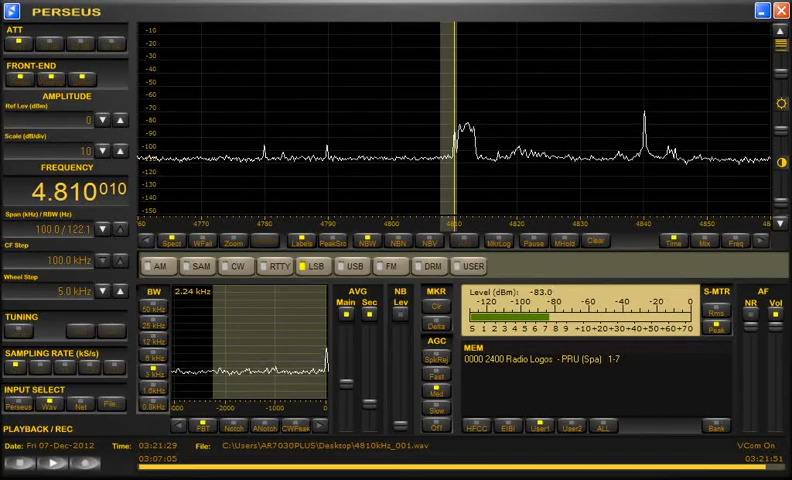 PERSEUS
ATT
FRONT-END
AMPLITUDE
Ref Lev (dBm)
0
Scale (dB/div)
10
FREQUENCY
4.810010
Span (kHz) / RBW (Hz)
100.0 / 122.1
CF Step
100.0 kHz
Wheel Step
5.0 kHz
TUNING
SAMPLING RATE (kS/s)
INPUT SELECT
Perseus Wav Net File
-10
-20
-30
-40
-50
-60
-70
-80
-90
-100
-110
-120
-130
-140
-150
60 4770 4780 4790 4800 4810 4820 4830 4840 4850
Spect WFall Zoom Labels PeakSrc NBW NBN NBV MkrLog Pause MHold Clear Time Mix Freq
AM SAM CW RTTY LSB USB FM DRM USER
BW
50 kHz
25 kHz
12 kHz
6 kHz
3 kHz
1.6kHz
0.8kHz
2.24 kHz
-2000 -1000 0
PBT Notch ANotch CWPeak
AVG
Main Sec
NB
Lev
MKR
Clr
Delta
AGC
SpkRej
Fast
Med
Slow
Off
Level (dBm): -83.0
-120 -100 -80 -60 -40 -20 0
S 1 2 3 4 5 6 7 8 9 +10 +20 +30 +40 +50 +60 +70
S-MTR
Rms
Peak
AF
NR Vol
MEM
0000 2400 Radio Logos - PRU (Spa) 1-7
HFCC EIBI User1 User2 ALL Bank
PLAYBACK / REC
Date: Fri 07-Dec-2012 Time: 03:21:29 File: C:\Users\AR7030PLUS\Desktop\4810kHz_001.wav VCom On
03:07:05 03:21:51